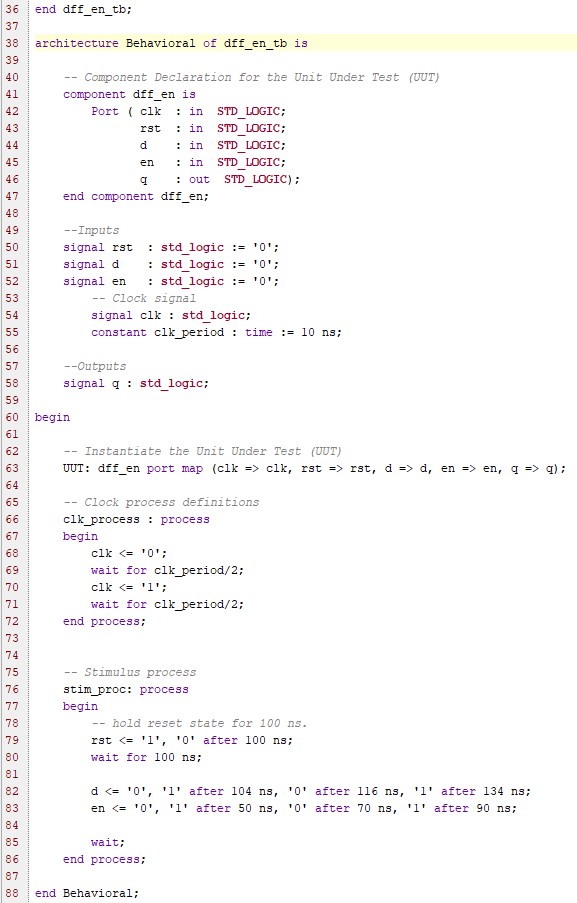 36 end dff_en_tb;
37
38 architecture Behavioral of dff_en_tb is
39
40     -- Component Declaration for the Unit Under Test (UUT)
41     component dff_en is
42         Port ( clk  : in  STD_LOGIC;
43                rst  : in  STD_LOGIC;
44                d    : in  STD_LOGIC;
45                en   : in  STD_LOGIC;
46                q    : out  STD_LOGIC);
47     end component dff_en;
48
49     --Inputs
50     signal rst  : std_logic := '0';
51     signal d    : std_logic := '0';
52     signal en   : std_logic := '0';
53         -- Clock signal
54         signal clk : std_logic;
55         constant clk_period : time := 10 ns;
56
57     --Outputs
58     signal q : std_logic;
59
60 begin
61
62     -- Instantiate the Unit Under Test (UUT)
63     UUT: dff_en port map (clk => clk, rst => rst, d => d, en => en, q => q);
64
65     -- Clock process definitions
66     clk_process : process
67     begin
68         clk <= '0';
69         wait for clk_period/2;
70         clk <= '1';
71         wait for clk_period/2;
72     end process;
73
74
75     -- Stimulus process
76     stim_proc: process
77     begin
78         -- hold reset state for 100 ns.
79         rst <= '1', '0' after 100 ns;
80         wait for 100 ns;
81
82         d <= '0', '1' after 104 ns, '0' after 116 ns, '1' after 134 ns;
83         en <= '0', '1' after 50 ns, '0' after 70 ns, '1' after 90 ns;
84
85         wait;
86     end process;
87
88 end Behavioral;